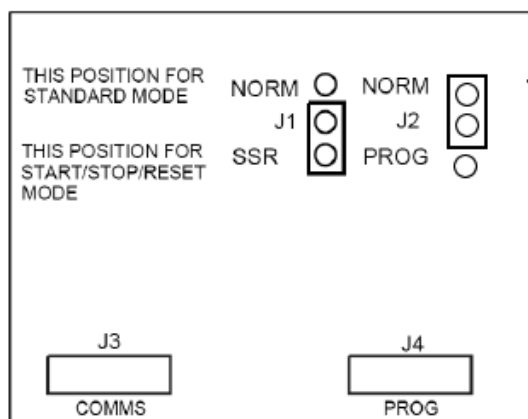 THIS POSITION FOR
STANDARD MODE
NORM
NORM
J1
J2
THIS POSITION FOR
START/STOP/RESET
MODE
SSR
PROG
J3
J4
COMMS
PROG